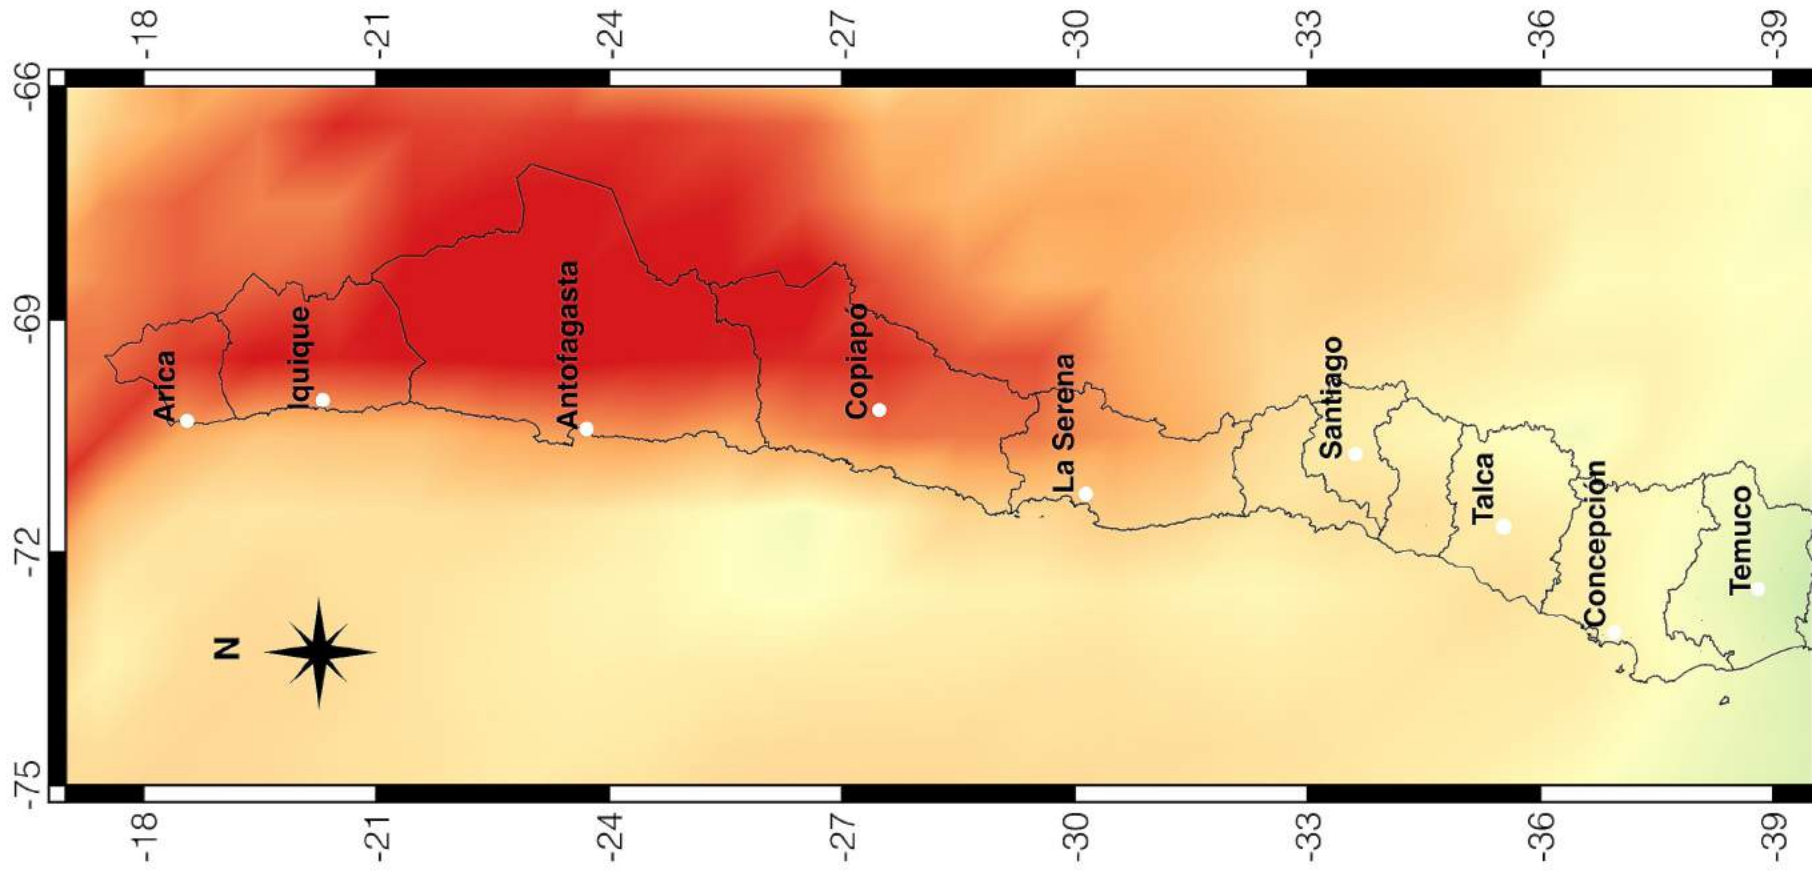 -18
-21
-24
-27
-30
-33
-36
-39
-66
-69
-72
-75
Arica
Iquique
Antofagasta
Copiapó
La Serena
Santiago
Talca
Concepción
Temuco
N
-18
-21
-24
-27
-30
-33
-36
-39